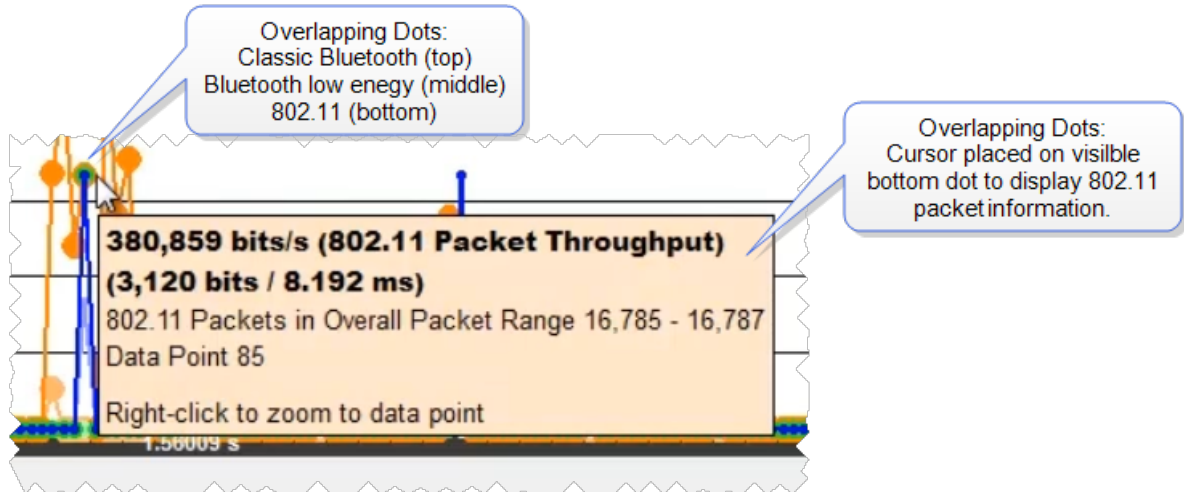 Overlapping Dots:
Classic Bluetooth (top)
Bluetooth low enegy (middle)
802.11 (bottom)
Overlapping Dots:
Cursor placed on visilble
bottom dot to display 802.11
packet information.
380,859 bits/s (802.11 Packet Throughput)
(3,120 bits / 8.192 ms)
802.11 Packets in Overall Packet Range 16,785 - 16,787
Data Point 85
Right-click to zoom to data point
1.56009 s